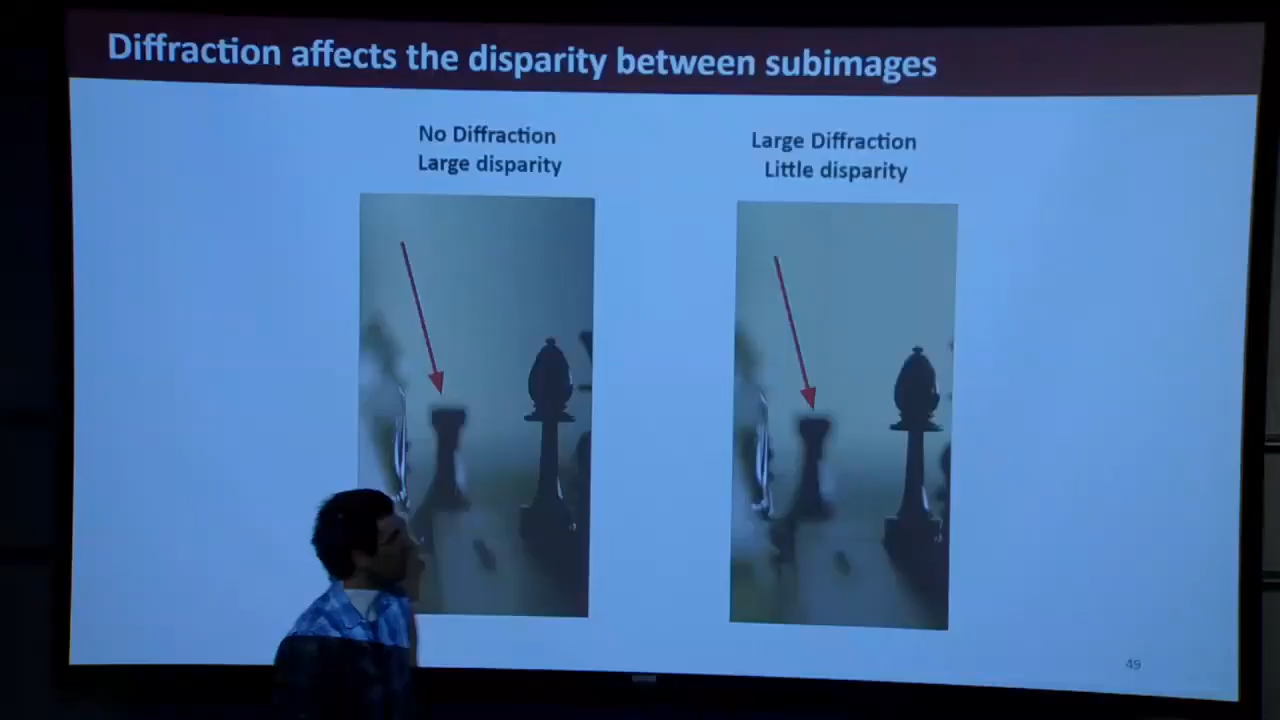 Diffraction affects the disparity between subimages
No Diffraction
Large disparity
Large Diffraction
Little disparity
49